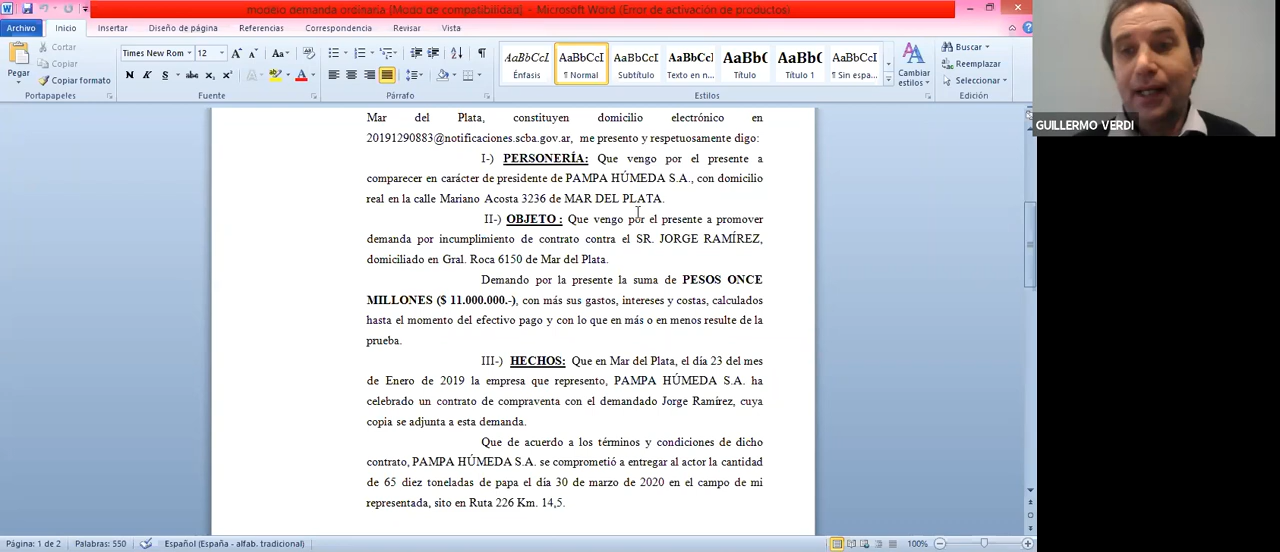 modelo demanda ordinaria [Modo de compatibilidad] - Microsoft Word (Error de activación de productos)
Archivo Inicio Insertar Diseño de página Referencias Correspondencia Revisar Vista
Cortar
Copiar
Copiar formato
Pegar
Portapapeles
Times New Rom 12
N K S abc x₂ x²
Fuente
Párrafo
AaBbCcI AaBbCcI AaBbCcI AaBbCcI AaBb( AaBb( AaBbCcI
Énfasis ¶ Normal Subtítulo Texto en n... Título Título 1 ¶ Sin espa...
Cambiar estilos
Estilos
Buscar
Reemplazar
Seleccionar
Edición
GUILLERMO VERDI
Mar del Plata, constituyen domicilio electrónico en
20191290883@notificaciones.scba.gov.ar, me presento y respetuosamente digo:
I-) PERSONERÍA: Que vengo por el presente a
comparecer en carácter de presidente de PAMPA HÚMEDA S.A., con domicilio
real en la calle Mariano Acosta 3236 de MAR DEL PLATA.
II-) OBJETO : Que vengo por el presente a promover
demanda por incumplimiento de contrato contra el SR. JORGE RAMÍREZ,
domiciliado en Gral. Roca 6150 de Mar del Plata.
Demando por la presente la suma de PESOS ONCE
MILLONES ($ 11.000.000.-), con más sus gastos, intereses y costas, calculados
hasta el momento del efectivo pago y con lo que en más o en menos resulte de la
prueba.
III-) HECHOS: Que en Mar del Plata, el día 23 del mes
de Enero de 2019 la empresa que represento, PAMPA HÚMEDA S.A. ha
celebrado un contrato de compraventa con el demandado Jorge Ramírez, cuya
copia se adjunta a esta demanda.
Que de acuerdo a los términos y condiciones de dicho
contrato, PAMPA HÚMEDA S.A. se comprometió a entregar al actor la cantidad
de 65 diez toneladas de papa el día 30 de marzo de 2020 en el campo de mi
representada, sito en Ruta 226 Km. 14,5.
Página: 1 de 2 Palabras: 550 Español (España - alfab. tradicional) 100%